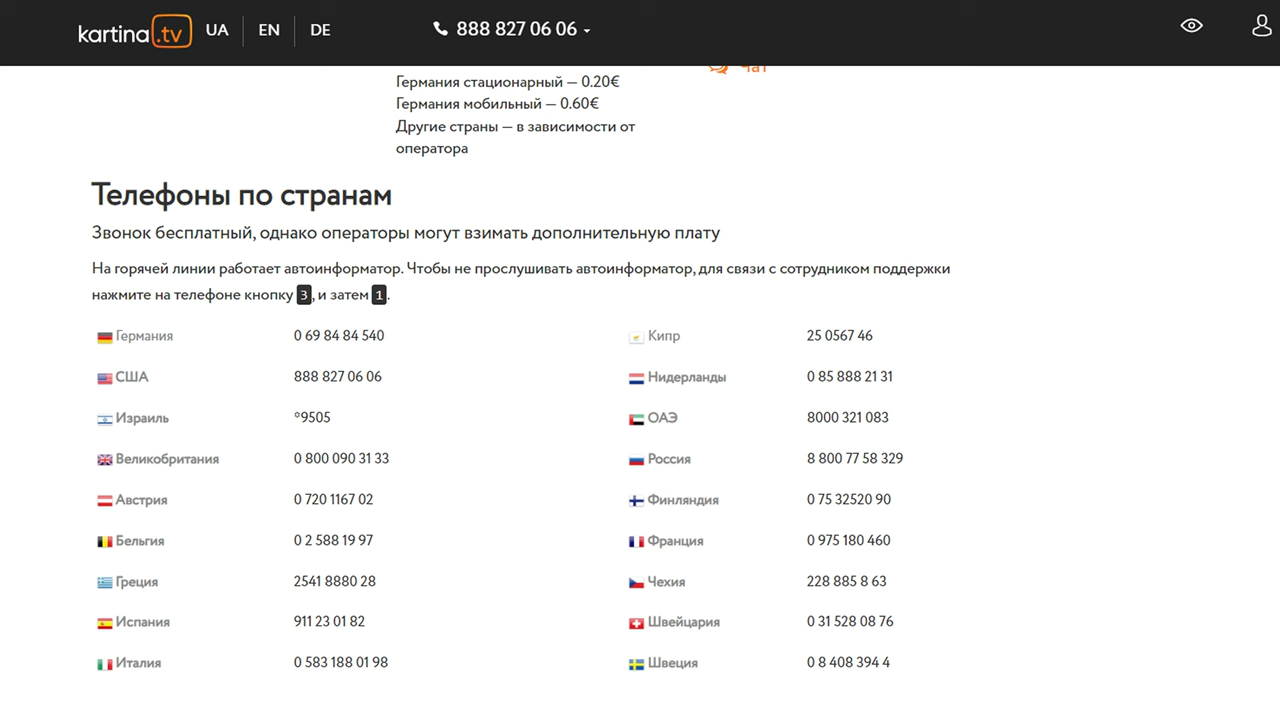 kartina.tv UA EN DE 888 827 06 06
Чат
Германия стационарный — 0.20€
Германия мобильный — 0.60€
Другие страны — в зависимости от
оператора
Телефоны по странам
Звонок бесплатный, однако операторы могут взимать дополнительную плату
На горячей линии работает автоинформатор. Чтобы не прослушивать автоинформатор, для связи с сотрудником поддержки
нажмите на телефоне кнопку 3, и затем 1.
Германия 0 69 84 84 540 Кипр 25 0567 46
США 888 827 06 06 Нидерланды 0 85 888 21 31
Израиль *9505 ОАЭ 8000 321 083
Великобритания 0 800 090 31 33 Россия 8 800 77 58 329
Австрия 0 720 1167 02 Финляндия 0 75 32520 90
Бельгия 0 2 588 19 97 Франция 0 975 180 460
Греция 2541 8880 28 Чехия 228 885 8 63
Испания 911 23 01 82 Швейцария 0 31 528 08 76
Италия 0 583 188 01 98 Швеция 0 8 408 394 4